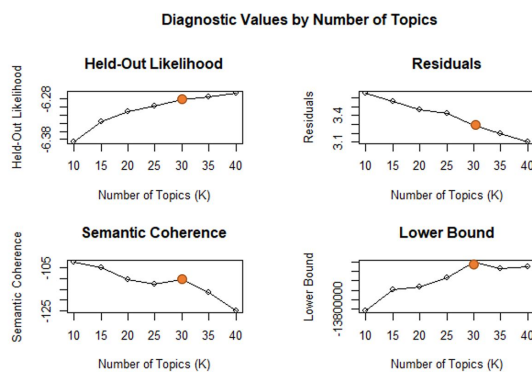 Diagnostic Values by Number of Topics
Held-Out Likelihood
Held-Out Likelihood
-6.28
-6.38
10 15 20 25 30 35 40
Number of Topics (K)
Residuals
Residuals
3.4
3.1
10 15 20 25 30 35 40
Number of Topics (K)
Semantic Coherence
Semantic Coherence
-105
-125
10 15 20 25 30 35 40
Number of Topics (K)
Lower Bound
Lower Bound
-13800000
10 15 20 25 30 35 40
Number of Topics (K)